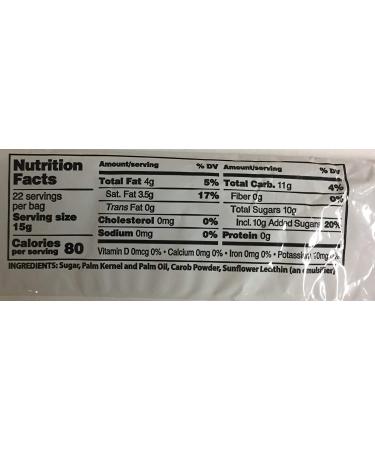 Nutrition
Facts
22 servings
per bag
Serving size
15g
Calories
per serving 80
Amount/serving % DV
Total Fat 4g 5%
Sat. Fat 3.5g 17%
Trans Fat 0g
Cholesterol 0mg 0%
Sodium 0mg 0%
Amount/serving % DV
Total Carb. 11g 4%
Fiber 0g 0%
Total Sugars 10g
Incl. 10g Added Sugars 20%
Protein 0g
Vitamin D 0mcg 0% • Calcium 0mg 0% • Iron 0mg 0% • Potassium 0%
INGREDIENTS: Sugar, Palm Kernel and Palm Oil, Carob Powder, Sunflower Lecithin (an emulsifier)